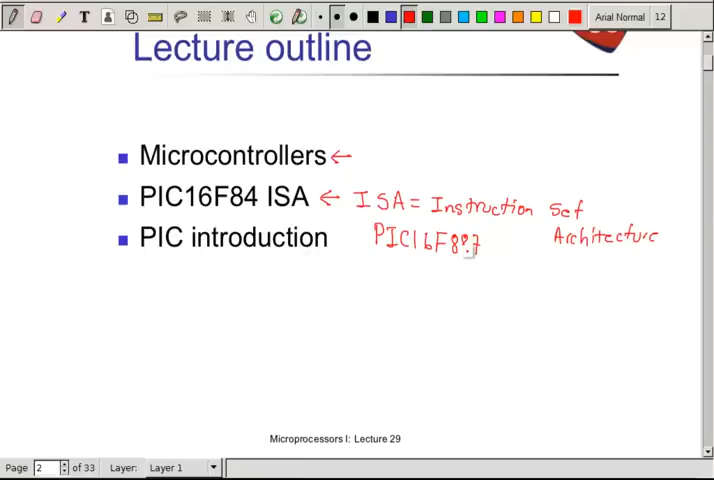 Arial Normal 12
Lecture outline
Microcontrollers ←
PIC16F84 ISA ← ISA = Instruction Set
Architecture
PIC introduction
Microprocessors I: Lecture 29
Page 2 of 33 Layer: Layer 1